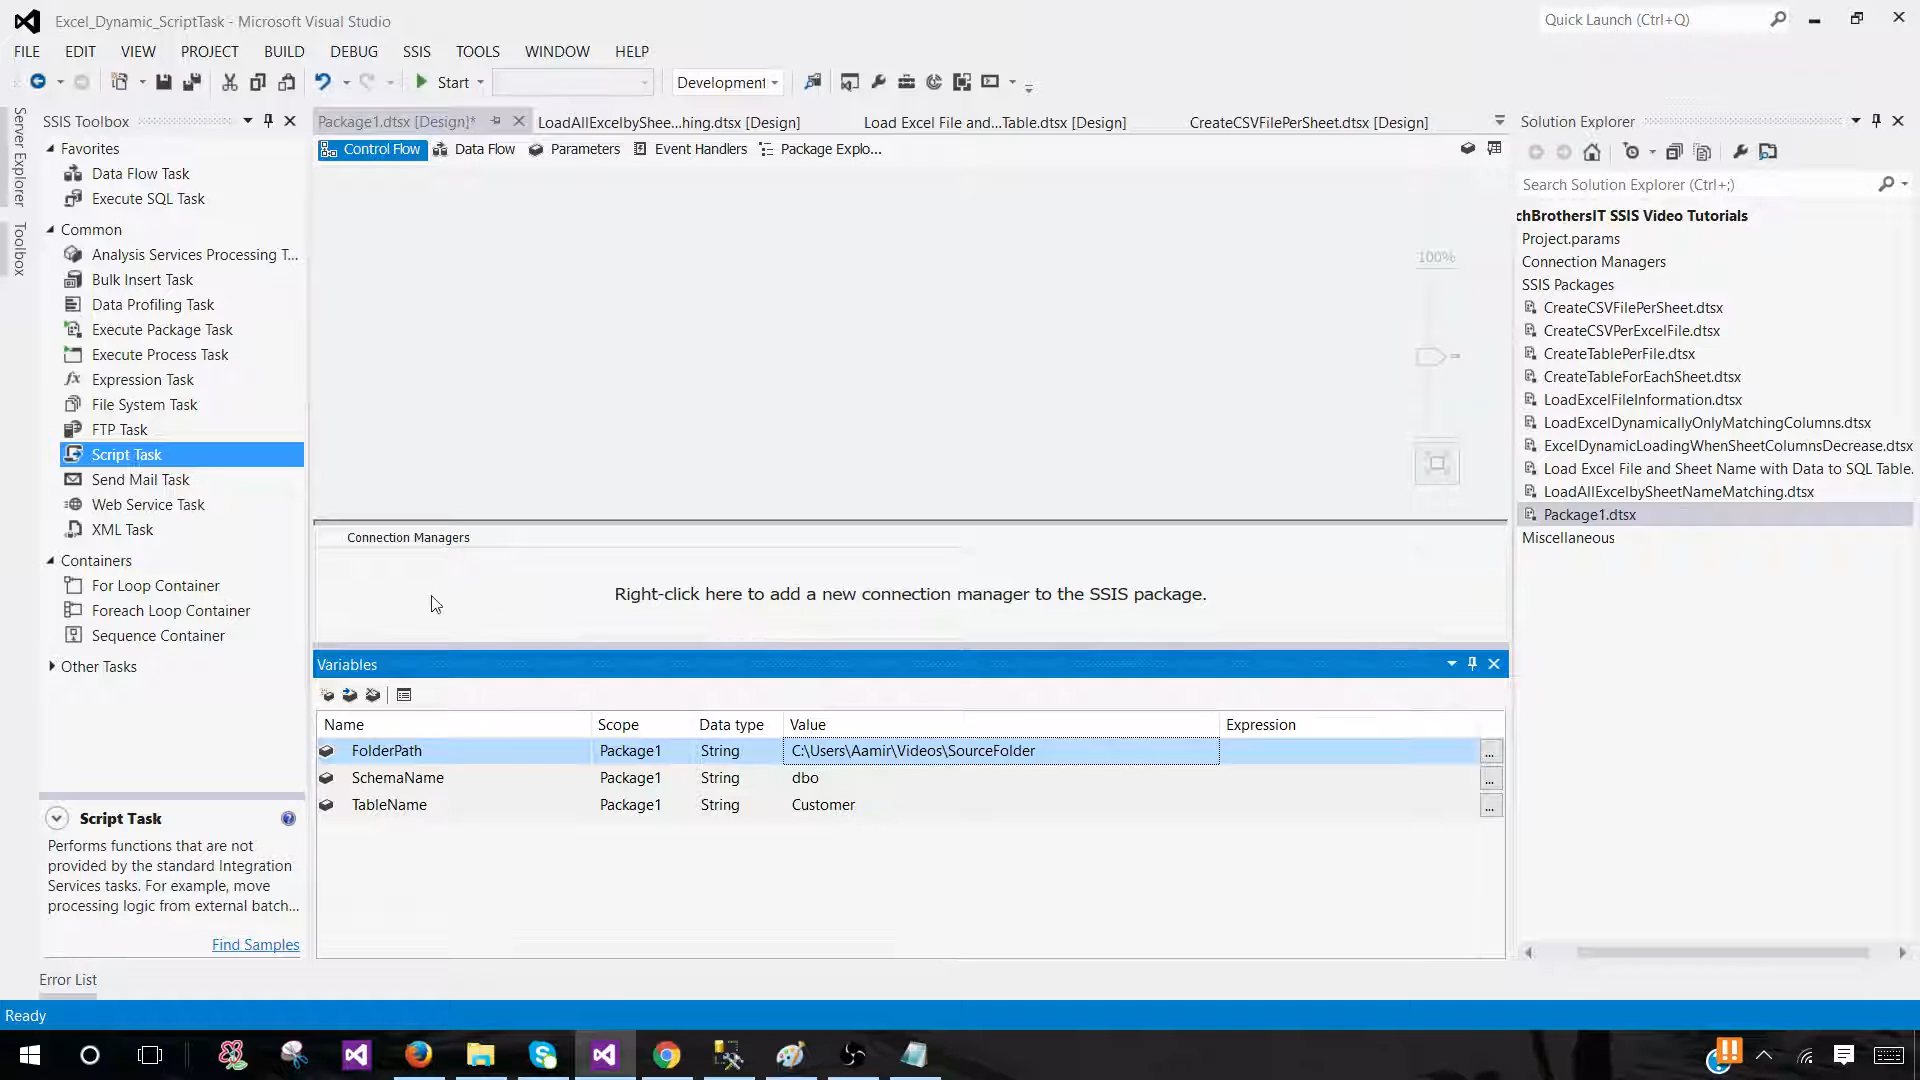 Excel_Dynamic_ScriptTask - Microsoft Visual Studio
Quick Launch (Ctrl+Q)
FILE EDIT VIEW PROJECT BUILD DEBUG SSIS TOOLS WINDOW HELP
Start
Development
Server Explorer
Toolbox
SSIS Toolbox
Favorites
Data Flow Task
Execute SQL Task
Common
Analysis Services Processing T...
Bulk Insert Task
Data Profiling Task
Execute Package Task
Execute Process Task
Expression Task
File System Task
FTP Task
Script Task
Send Mail Task
Web Service Task
XML Task
Containers
For Loop Container
Foreach Loop Container
Sequence Container
Other Tasks
Script Task
Performs functions that are not
provided by the standard Integration
Services tasks. For example, move
processing logic from external batch...
Find Samples
Package1.dtsx [Design]* LoadAllExcelbyShee...hing.dtsx [Design] Load Excel File and...Table.dtsx [Design] CreateCSVFilePerSheet.dtsx [Design]
Control Flow Data Flow Parameters Event Handlers Package Explo...
100%
Connection Managers
Right-click here to add a new connection manager to the SSIS package.
Variables
Name Scope Data type Value Expression
FolderPath Package1 String C:\Users\Aamir\Videos\SourceFolder ...
SchemaName Package1 String dbo ...
TableName Package1 String Customer ...
Solution Explorer
Search Solution Explorer (Ctrl+;)
chBrothersIT SSIS Video Tutorials
Project.params
Connection Managers
SSIS Packages
CreateCSVFilePerSheet.dtsx
CreateCSVPerExcelFile.dtsx
CreateTablePerFile.dtsx
CreateTableForEachSheet.dtsx
LoadExcelFileInformation.dtsx
LoadExcelDynamicallyOnlyMatchingColumns.dtsx
ExcelDynamicLoadingWhenSheetColumnsDecrease.dtsx
Load Excel File and Sheet Name with Data to SQL Table.
LoadAllExcelbySheetNameMatching.dtsx
Package1.dtsx
Miscellaneous
Error List
Ready